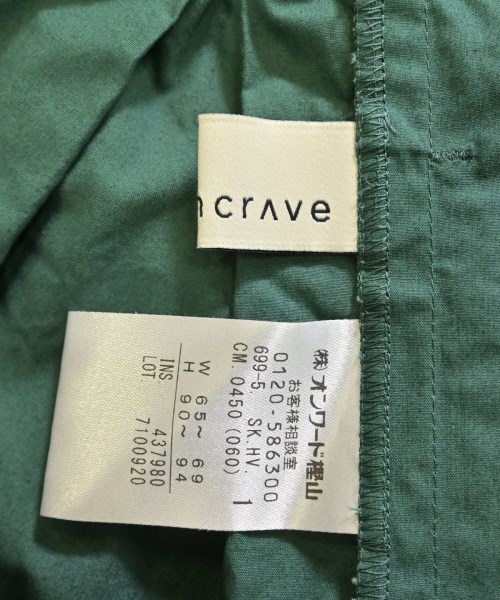 n crave
(株)オンワード樫山
お客様相談室
0120-586300
699-5. SK.HV. 1
CM. 0450 (060)
W 65~ 69
H 90~ 94
INS 437980
LOT 7100920